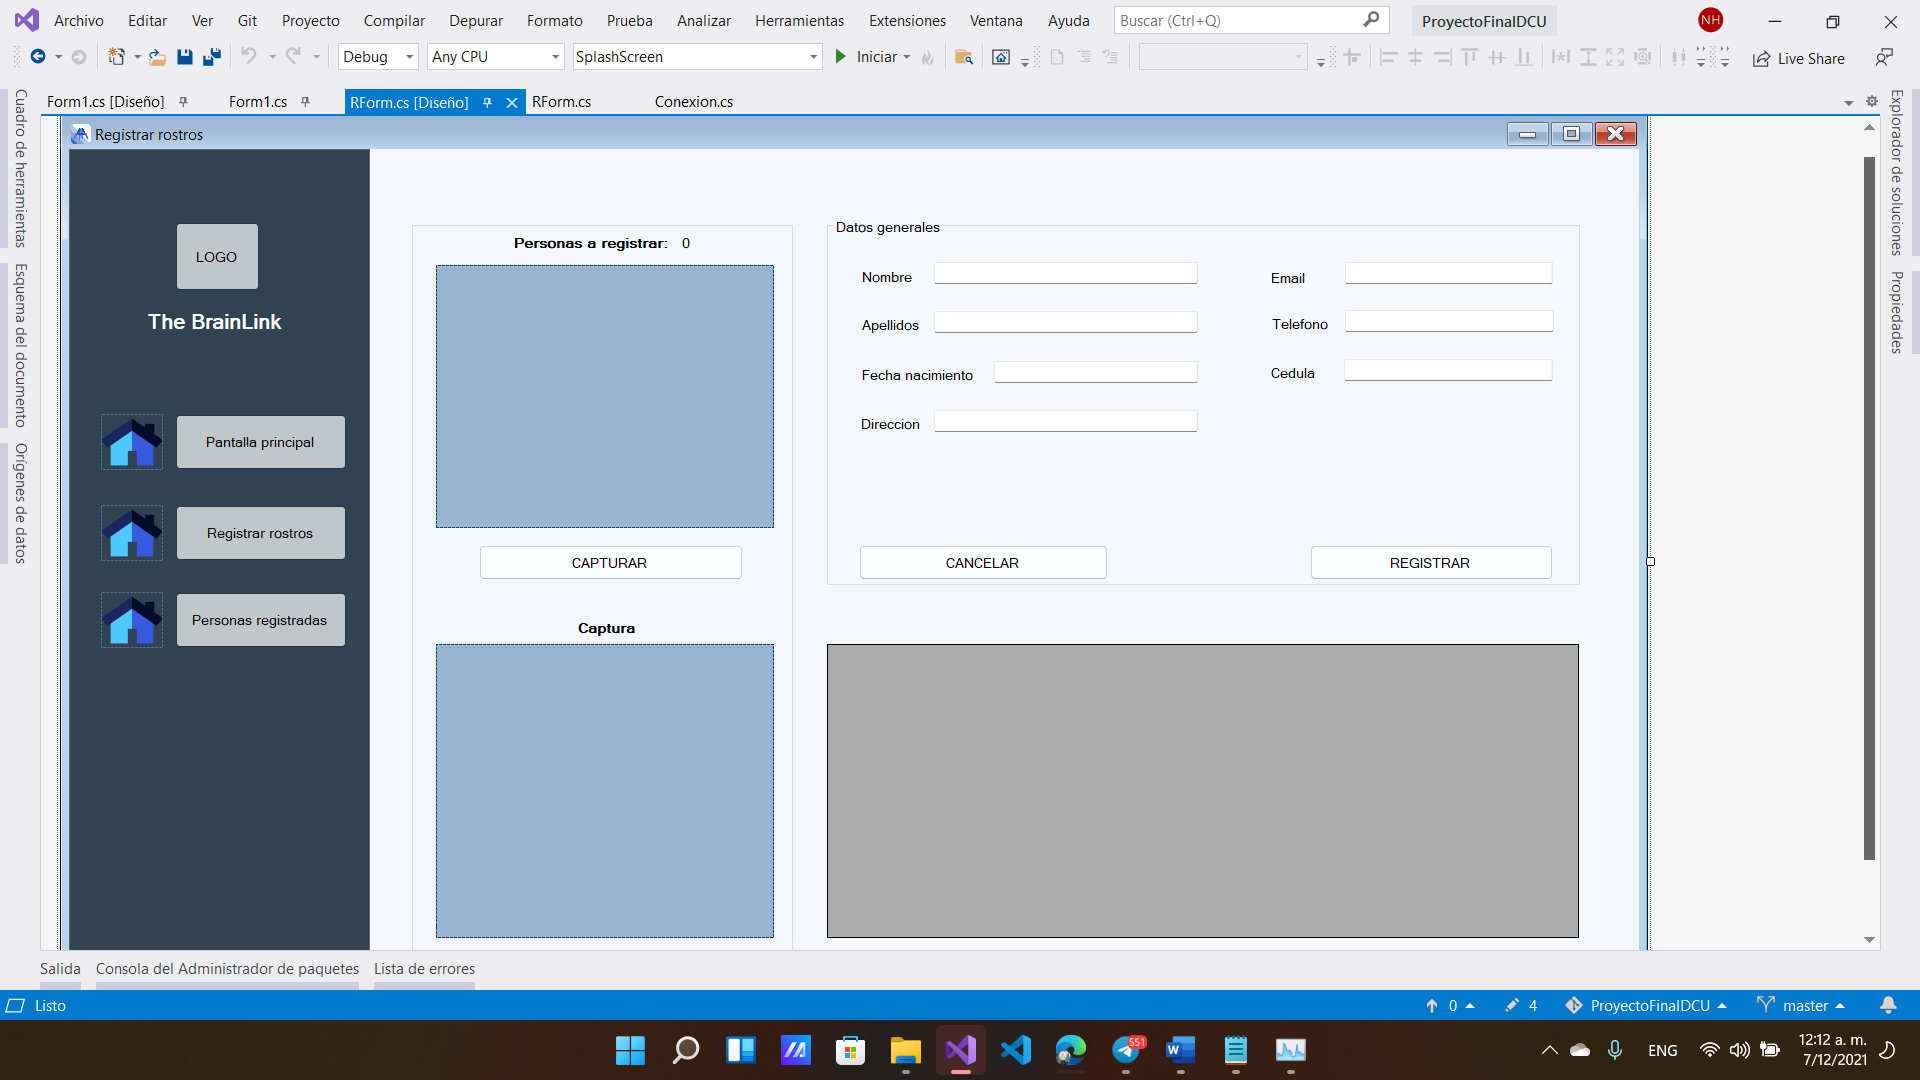 Archivo Editar Ver Git Proyecto Compilar Depurar Formato Prueba Analizar Herramientas Extensiones Ventana Ayuda Buscar (Ctrl+Q) ProyectoFinalDCU NH
Debug Any CPU SplashScreen Iniciar Live Share
Form1.cs [Diseño] Form1.cs RForm.cs [Diseño] RForm.cs Conexion.cs
Cuadro de herramientas
Esquema del documento
Orígenes de datos
Explorador de soluciones
Propiedades
Registrar rostros
LOGO
The BrainLink
Pantalla principal
Registrar rostros
Personas registradas
Personas a registrar: 0
CAPTURAR
Captura
Datos generales
Nombre
Apellidos
Fecha nacimiento
Direccion
Email
Telefono
Cedula
CANCELAR REGISTRAR
Salida Consola del Administrador de paquetes Lista de errores
Listo 0 4 ProyectoFinalDCU master
551
W
ENG
12:12 a. m.
7/12/2021